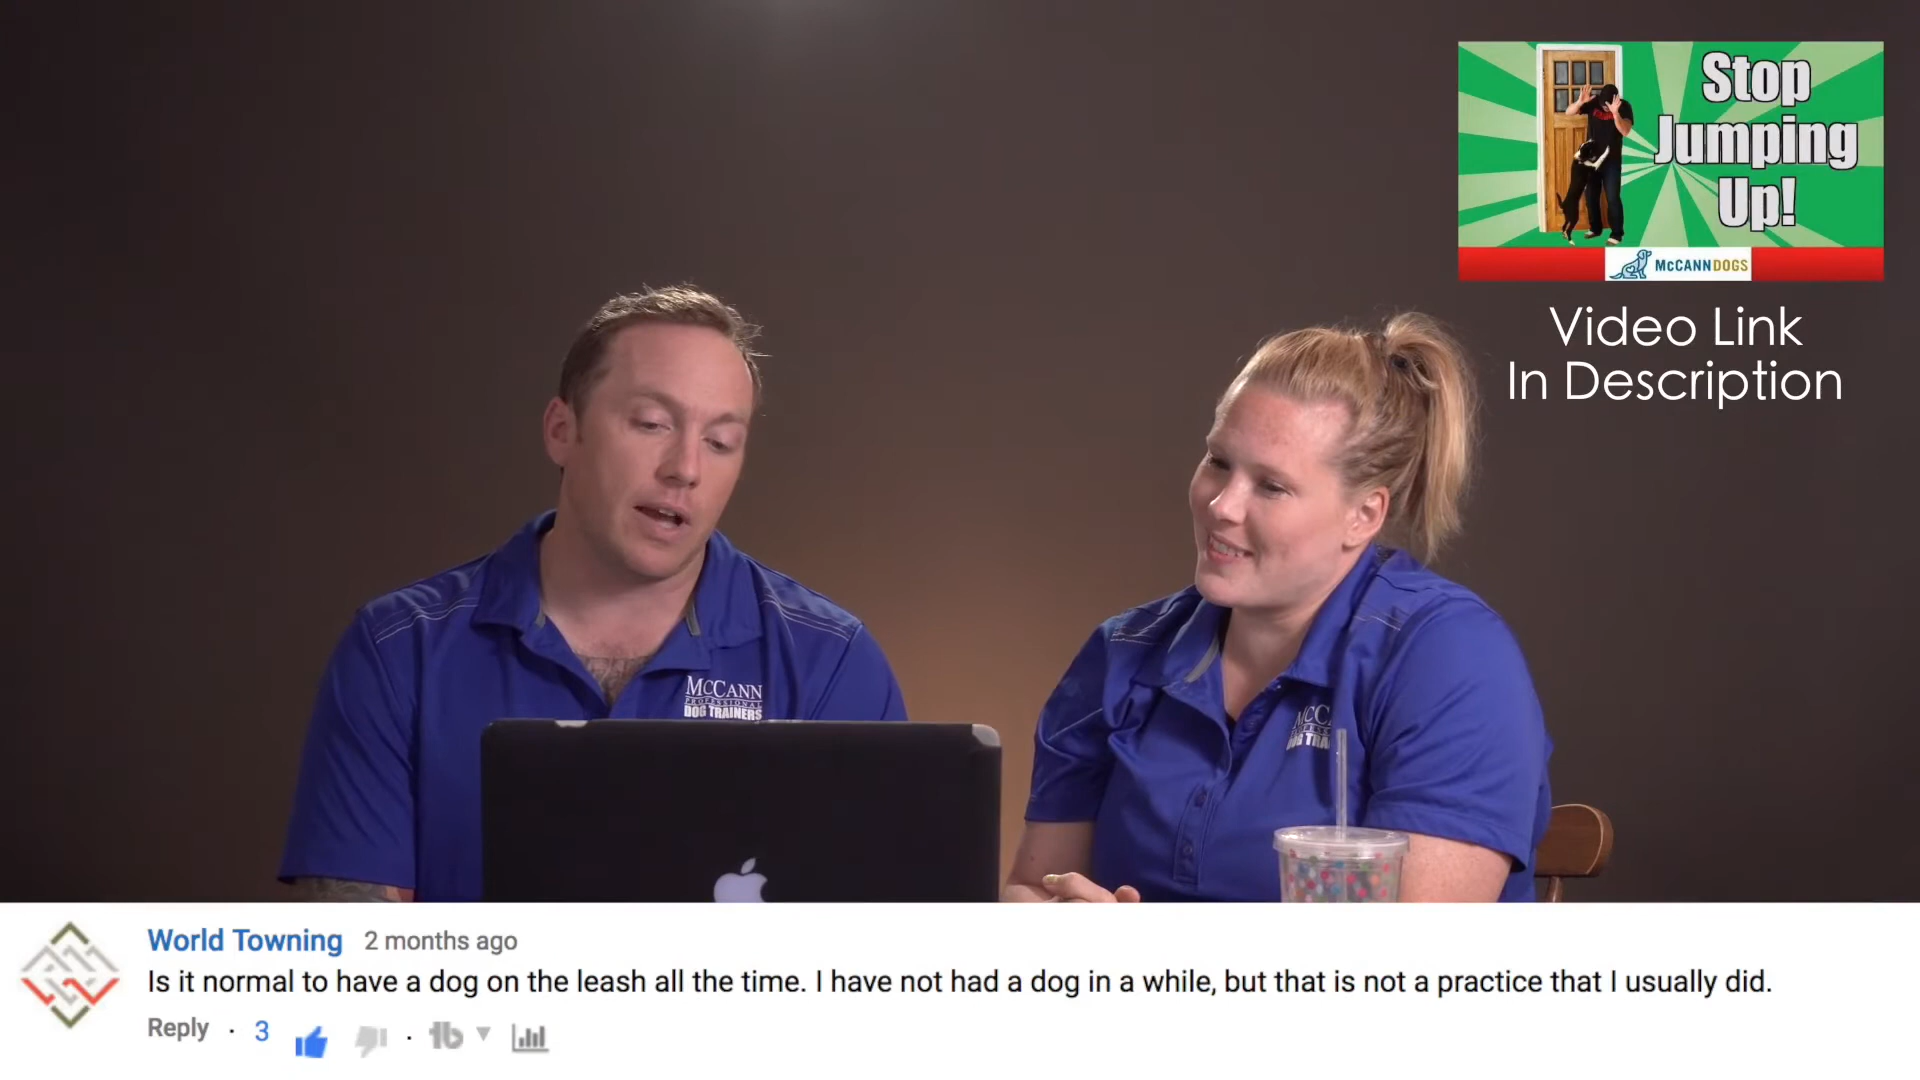 Stop
Jumping
Up!
McCANNDOGS
Video Link
In Description
McCANN
PROFESSIONAL
DOG TRAINERS
World Towning 2 months ago
Is it normal to have a dog on the leash all the time. I have not had a dog in a while, but that is not a practice that I usually did.
Reply · 3